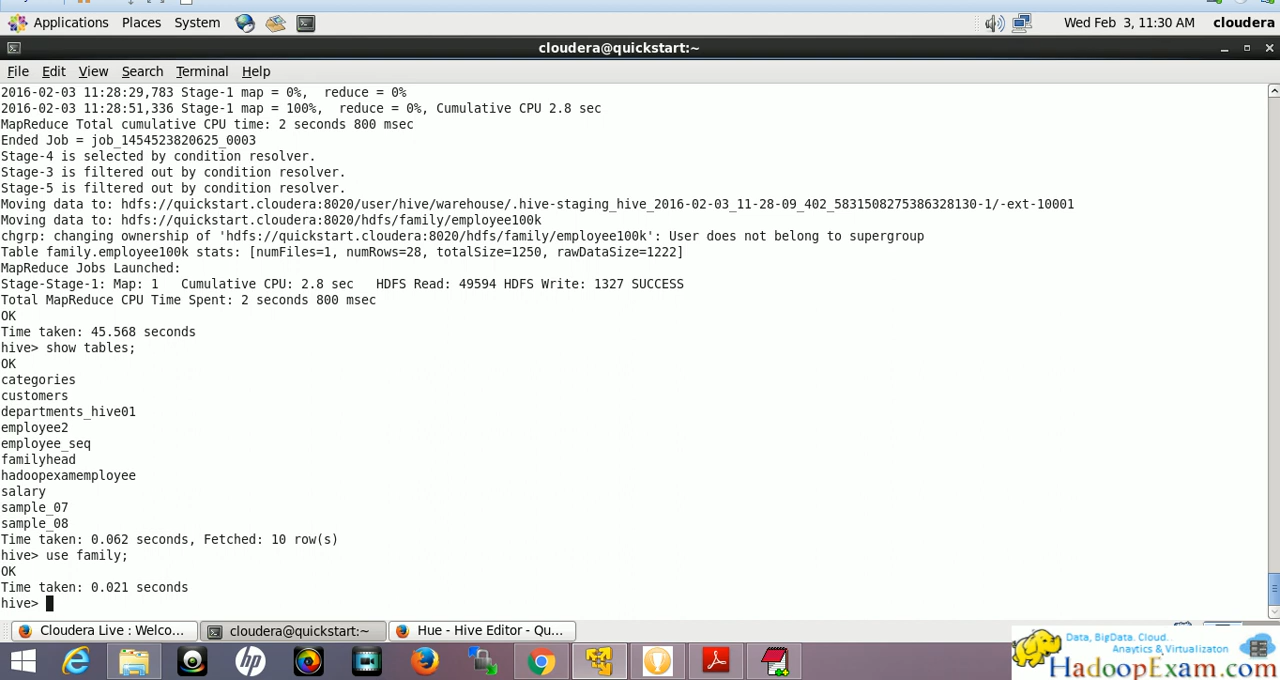 Applications Places System Wed Feb 3, 11:30 AM cloudera
cloudera@quickstart:~
File Edit View Search Terminal Help
2016-02-03 11:28:29,783 Stage-1 map = 0%,  reduce = 0%
2016-02-03 11:28:51,336 Stage-1 map = 100%,  reduce = 0%, Cumulative CPU 2.8 sec
MapReduce Total cumulative CPU time: 2 seconds 800 msec
Ended Job = job_1454523820625_0003
Stage-4 is selected by condition resolver.
Stage-3 is filtered out by condition resolver.
Stage-5 is filtered out by condition resolver.
Moving data to: hdfs://quickstart.cloudera:8020/user/hive/warehouse/.hive-staging_hive_2016-02-03_11-28-09_402_5831508275386328130-1/-ext-10001
Moving data to: hdfs://quickstart.cloudera:8020/hdfs/family/employee100k
chgrp: changing ownership of 'hdfs://quickstart.cloudera:8020/hdfs/family/employee100k': User does not belong to supergroup
Table family.employee100k stats: [numFiles=1, numRows=28, totalSize=1250, rawDataSize=1222]
MapReduce Jobs Launched:
Stage-Stage-1: Map: 1   Cumulative CPU: 2.8 sec   HDFS Read: 49594 HDFS Write: 1327 SUCCESS
Total MapReduce CPU Time Spent: 2 seconds 800 msec
OK
Time taken: 45.568 seconds
hive> show tables;
OK
categories
customers
departments_hive01
employee2
employee_seq
familyhead
hadoopexamemployee
salary
sample_07
sample_08
Time taken: 0.062 seconds, Fetched: 10 row(s)
hive> use family;
OK
Time taken: 0.021 seconds
hive>
Cloudera Live : Welco... cloudera@quickstart:~ Hue - Hive Editor - Qu...
Data, BigData. Cloud.
Anaytics & Virtualizaton
HadoopExam.com